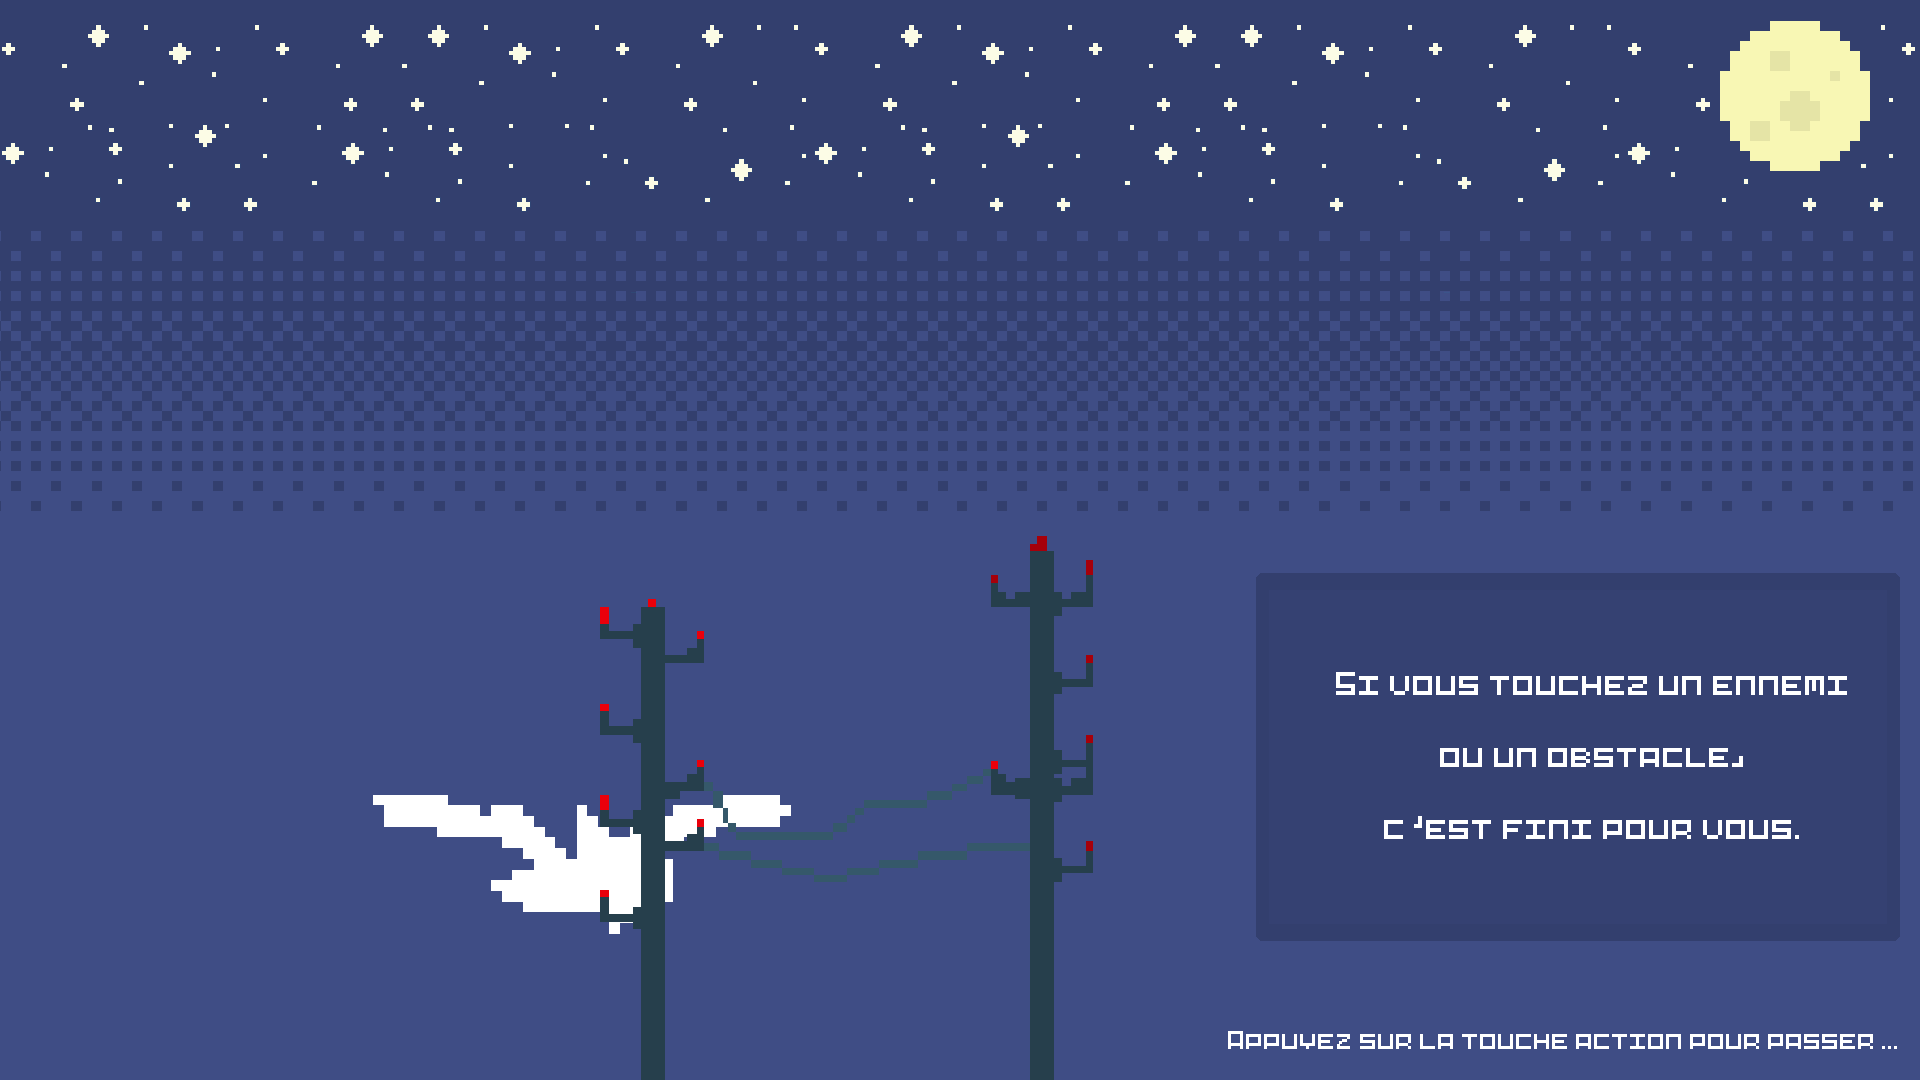 Si vous touchez un ennemi
ou un obstacle,
c'est fini pour vous.
Appuyez sur la touche action pour passer ...